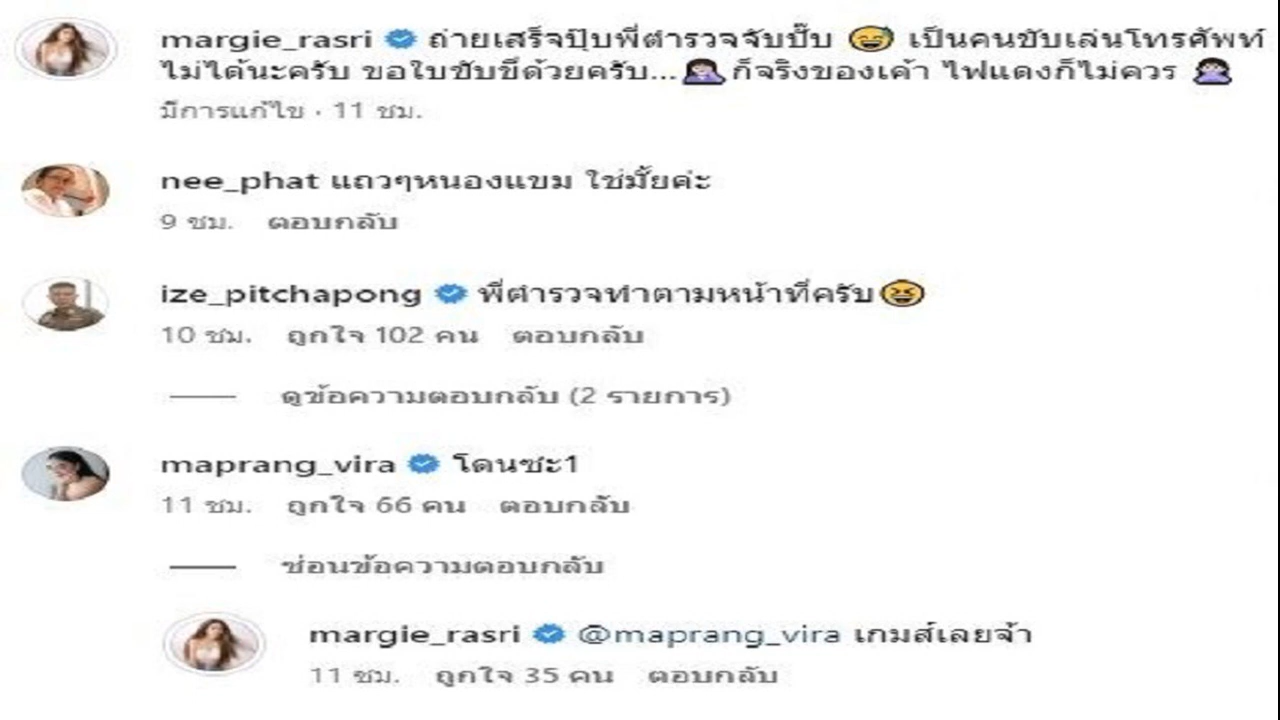 margie_rasri ถ่ายเสร็จปุ๊บพี่ตำรวจจับปั๊บ 😅 เป็นคนขับเล่นโทรศัพท์
ไม่ได้นะครับ ขอใบขับขี่ด้วยครับ...🤦🏻‍♀️ ก็จริงของเค้า ไฟแดงก็ไม่ควร 🙇🏻‍♀️
มีการแก้ไข · 11 ชม.
nee_phat แถวๆหนองแขม ใช่มั้ยค่ะ
9 ชม. ตอบกลับ
ize_pitchapong พี่ตำรวจทำตามหน้าที่ครับ😆
10 ชม. ถูกใจ 102 คน ตอบกลับ
ดูข้อความตอบกลับ (2 รายการ)
maprang_vira โดนซะ1
11 ชม. ถูกใจ 66 คน ตอบกลับ
ซ่อนข้อความตอบกลับ
margie_rasri @maprang_vira เกมส์เลยจ้า
11 ชม. ถูกใจ 35 คน ตอบกลับ